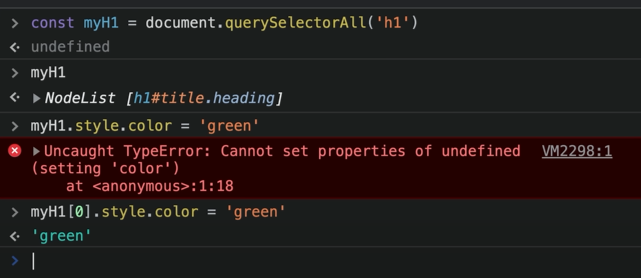 > const myH1 = document.querySelectorAll('h1')
undefined
> myH1
NodeList [h1#title.heading]
> myH1.style.color = 'green'
Uncaught TypeError: Cannot set properties of undefined VM2298:1
(setting 'color')
at <anonymous>:1:18
> myH1[0].style.color = 'green'
'green'
>